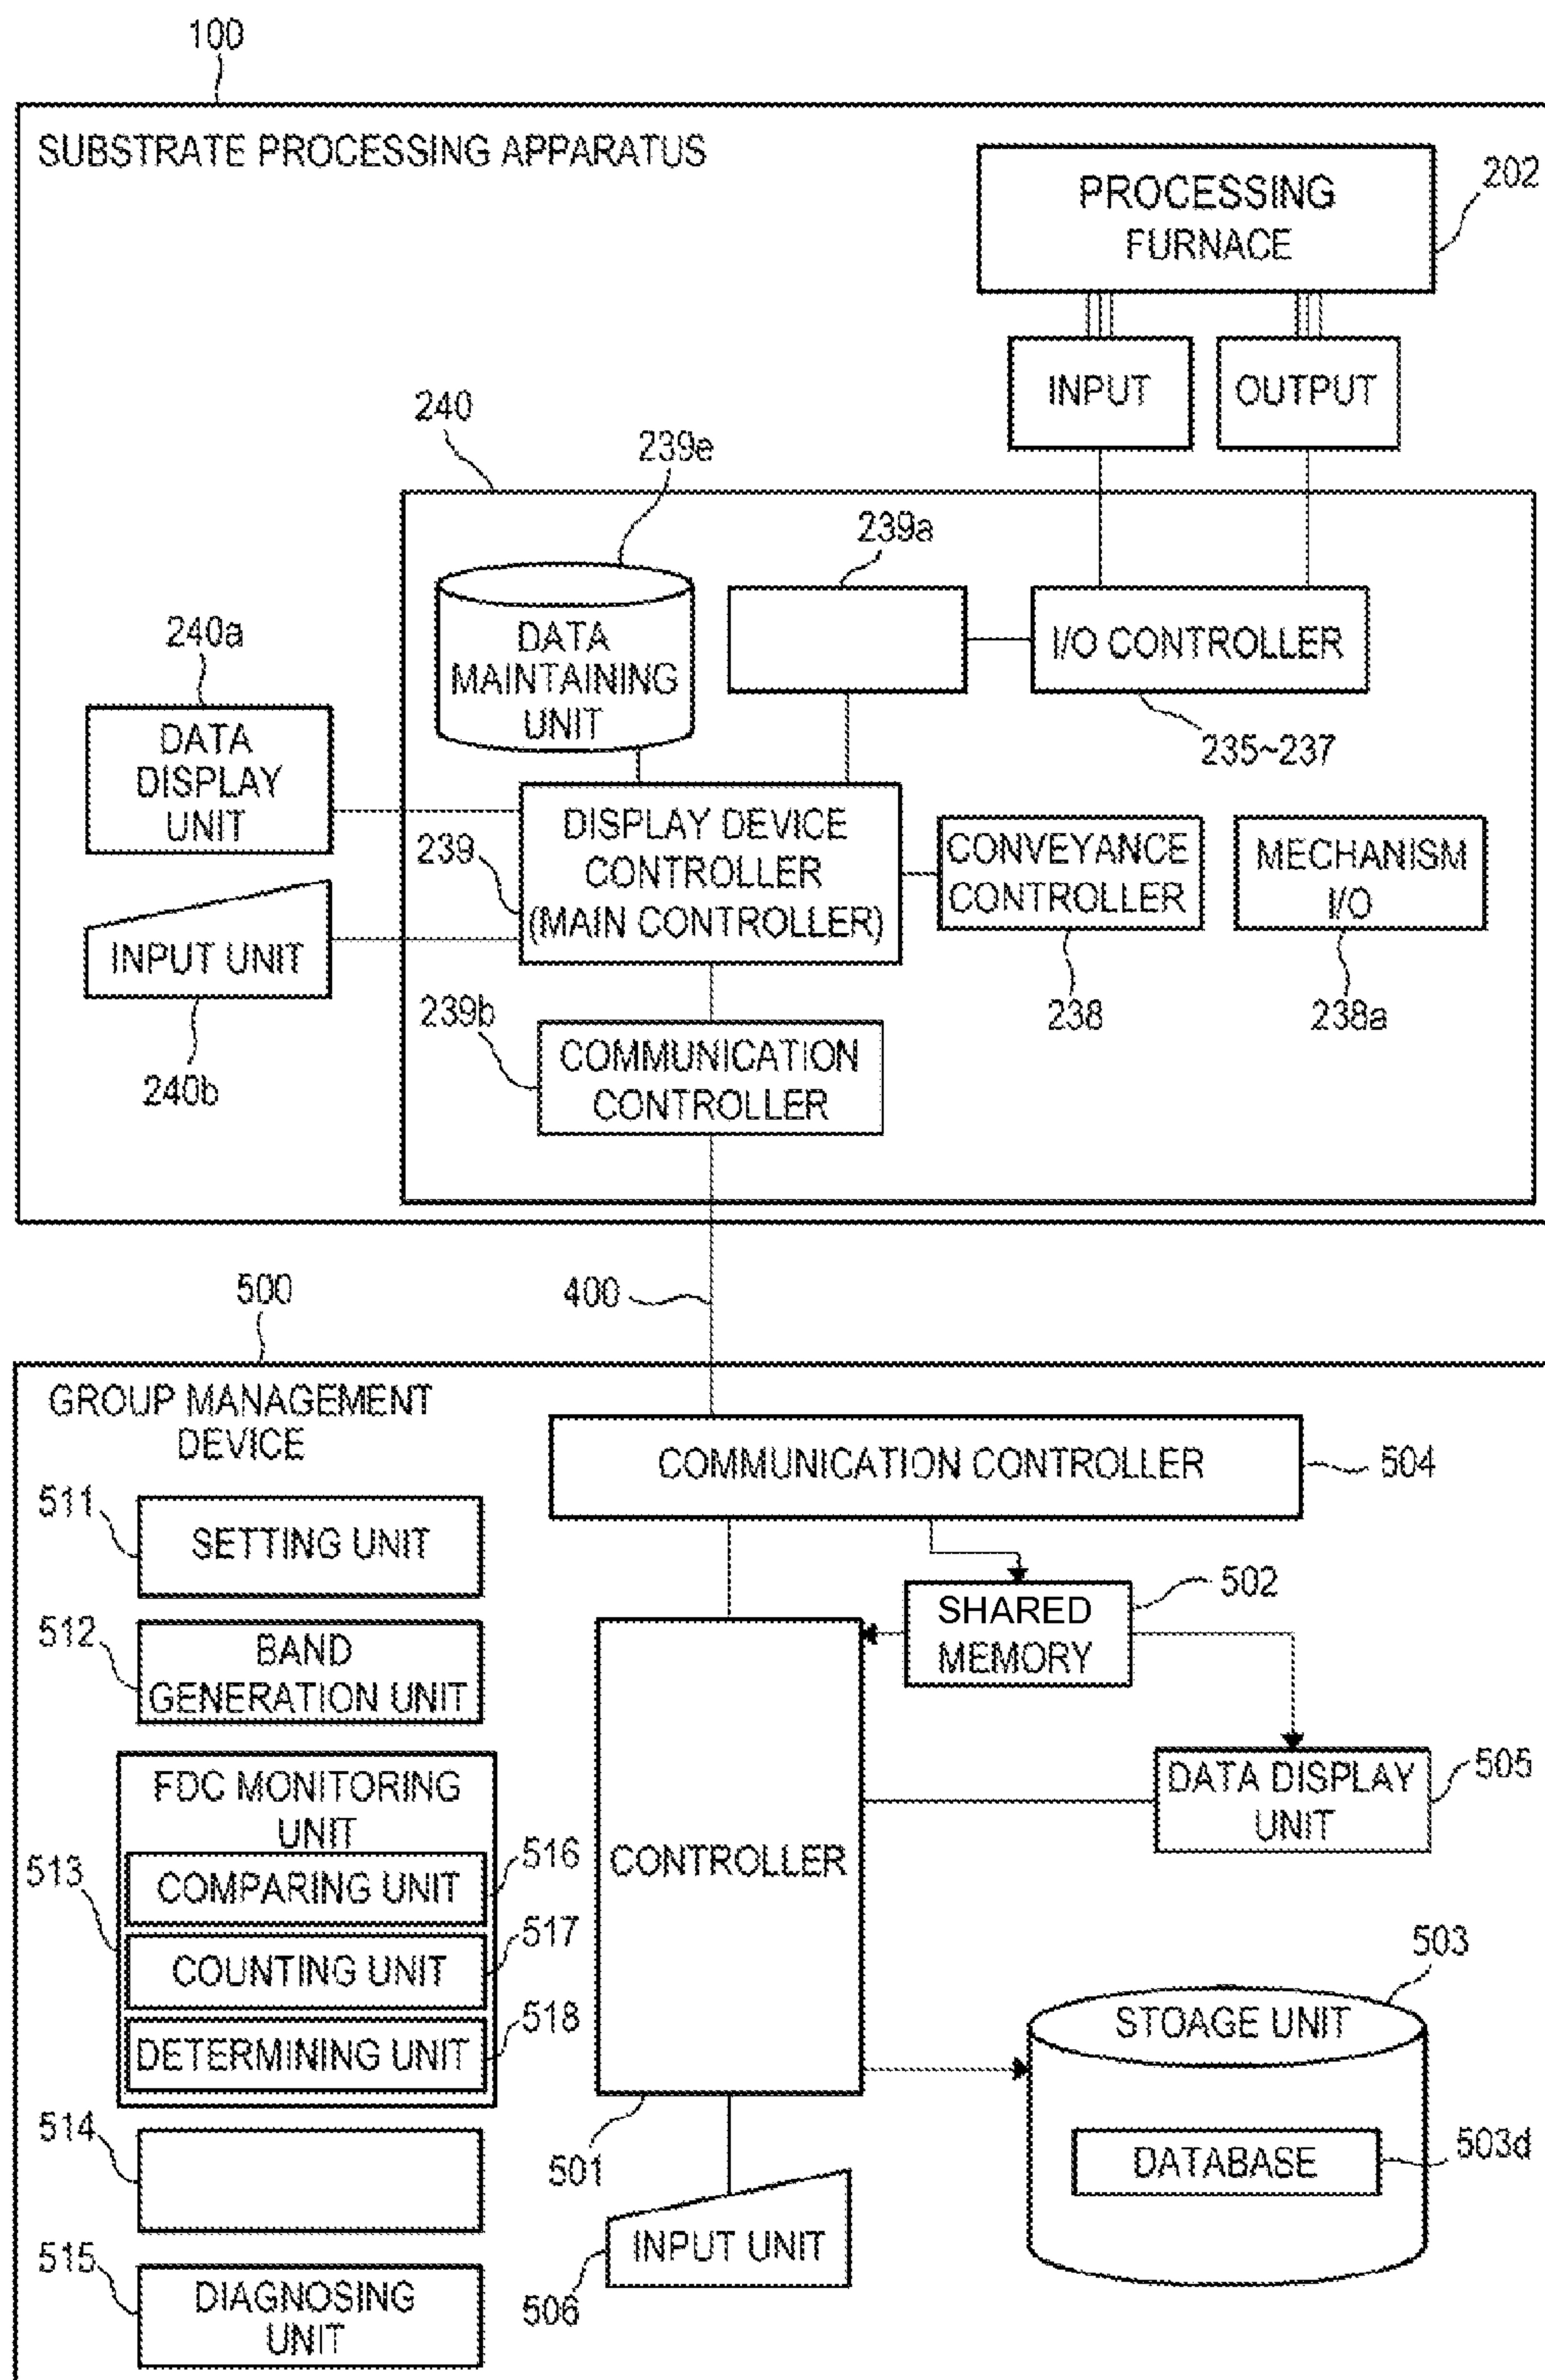 100
SUBSTRATE PROCESSING APPARATUS
PROCESSING
FURNACE
202
INPUT
OUTPUT
240
239e
239a
DATA
MAINTAINING
UNIT
I/O CONTROLLER
235~237
240a
DATA
DISPLAY
UNIT
239
DISPLAY DEVICE
CONTROLLER
(MAIN CONTROLLER)
CONVEYANCE
CONTROLLER
238
MECHANISM
I/O
238a
INPUT UNIT
240b
239b
COMMUNICATION
CONTROLLER
400
500
GROUP MANAGEMENT
DEVICE
COMMUNICATION CONTROLLER
504
511
SETTING UNIT
512
BAND
GENERATION UNIT
SHARED
MEMORY
502
FDC MONITORING
UNIT
513
COMPARING UNIT
516
COUNTING UNIT
517
DETERMINING UNIT
518
CONTROLLER
501
DATA DISPLAY
UNIT
505
STOAGE UNIT
503
DATABASE
503d
514
515
DIAGNOSING
UNIT
INPUT UNIT
506